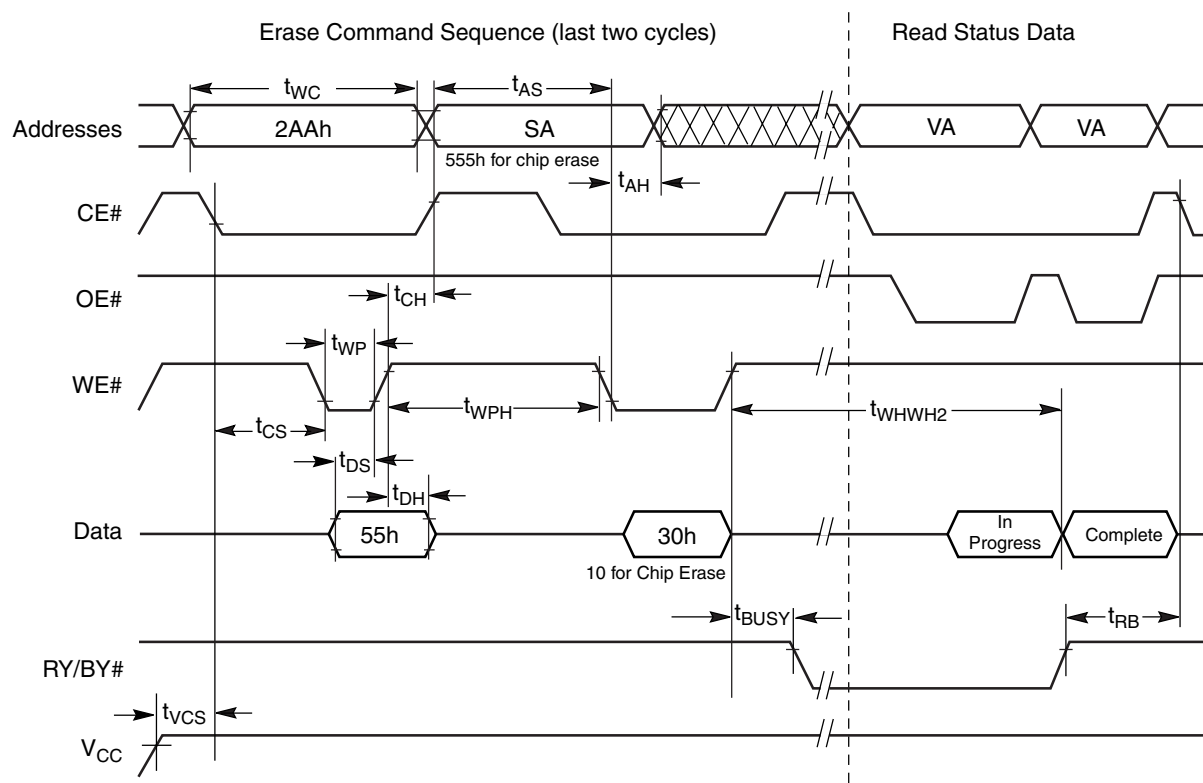 Erase Command Sequence (last two cycles)
Read Status Data
tWC
tAS
Addresses
2AAh
SA
VA
VA
555h for chip erase
tAH
CE#
OE#
tCH
tWP
WE#
tWPH
tWHWH2
tCS
tDS
tDH
Data
55h
30h
In
Progress
Complete
10 for Chip Erase
tBUSY
tRB
RY/BY#
tVCS
VCC